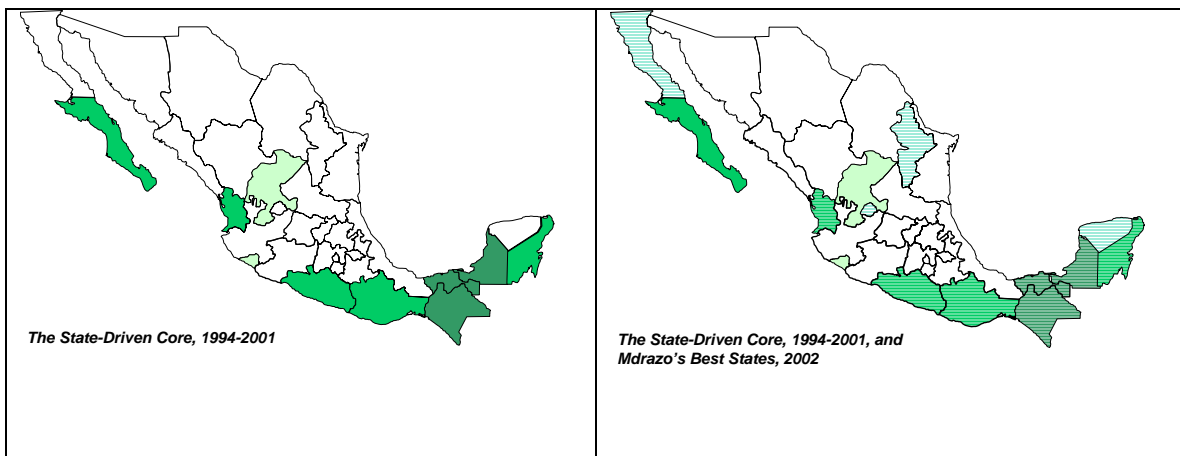 The State-Driven Core, 1994-2001
The State-Driven Core, 1994-2001, and
Mdrazo's Best States, 2002